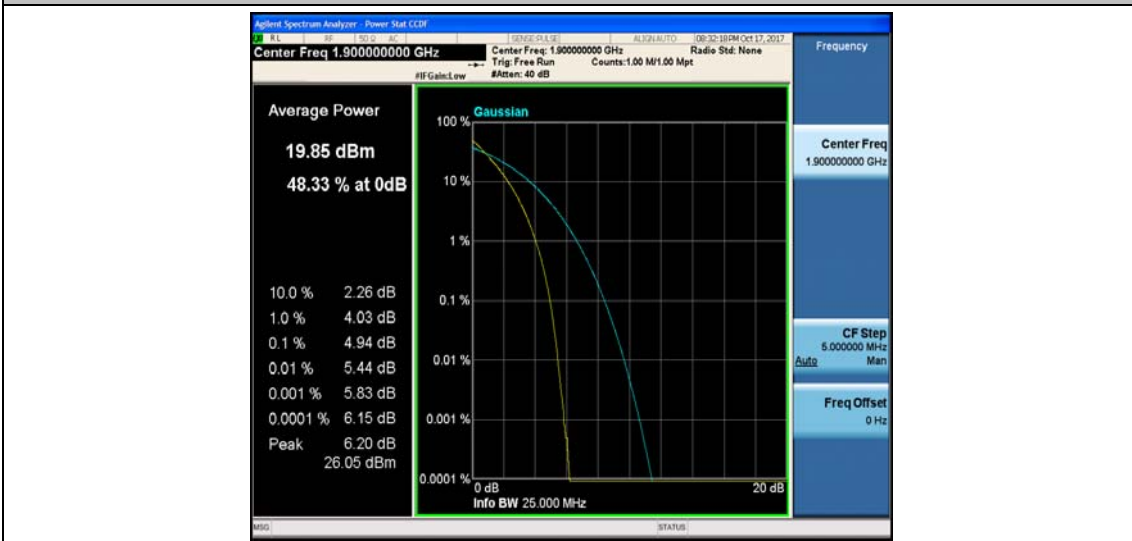 Agilent Spectrum Analyzer - Power Stat CCDF
RL RF 50 Ω AC SENSE:PULSE ALIGN AUTO 08:32:18 PM Oct 17, 2017
Center Freq 1.900000000 GHz
Center Freq: 1.900000000 GHz Radio Std: None
Trig: Free Run Counts:1.00 M/1.00 Mpt
#IFGain:Low #Atten: 40 dB
Frequency
Average Power
19.85 dBm
48.33 % at 0dB
10.0 % 2.26 dB
1.0 % 4.03 dB
0.1 % 4.94 dB
0.01 % 5.44 dB
0.001 % 5.83 dB
0.0001 % 6.15 dB
Peak 6.20 dB
26.05 dBm
Gaussian
100 %
10 %
1 %
0.1 %
0.01 %
0.001 %
0.0001 %
0 dB 20 dB
Info BW 25.000 MHz
Center Freq
1.900000000 GHz
CF Step
5.000000 MHz
Auto Man
Freq Offset
0 Hz
MSG STATUS